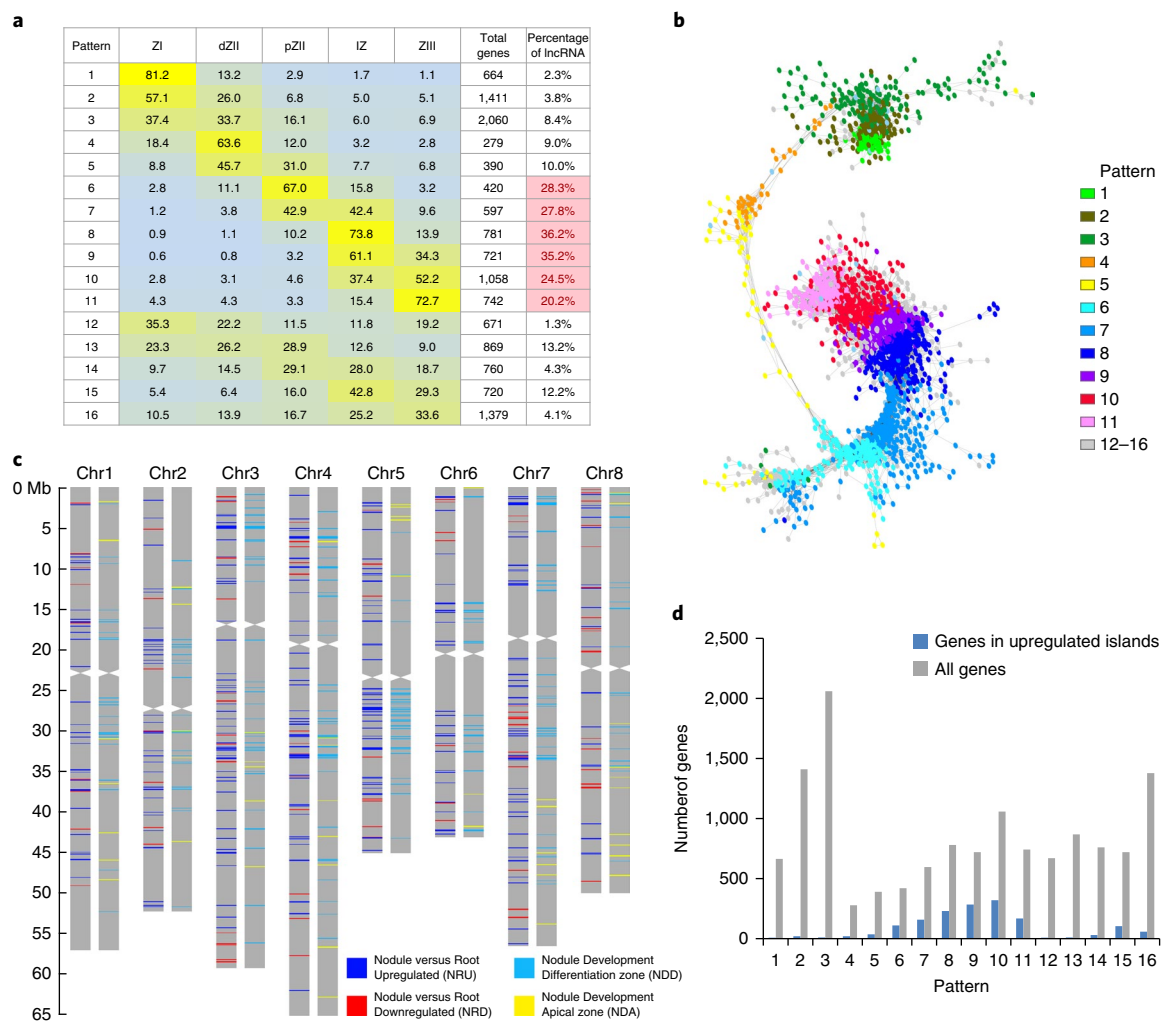 a
Pattern ZI dZII pZII IZ ZIII Total genes Percentage of lncRNA
1 81.2 13.2 2.9 1.7 1.1 664 2.3%
2 57.1 26.0 6.8 5.0 5.1 1,411 3.8%
3 37.4 33.7 16.1 6.0 6.9 2,060 8.4%
4 18.4 63.6 12.0 3.2 2.8 279 9.0%
5 8.8 45.7 31.0 7.7 6.8 390 10.0%
6 2.8 11.1 67.0 15.8 3.2 420 28.3%
7 1.2 3.8 42.9 42.4 9.6 597 27.8%
8 0.9 1.1 10.2 73.8 13.9 781 36.2%
9 0.6 0.8 3.2 61.1 34.3 721 35.2%
10 2.8 3.1 4.6 37.4 52.2 1,058 24.5%
11 4.3 4.3 3.3 15.4 72.7 742 20.2%
12 35.3 22.2 11.5 11.8 19.2 671 1.3%
13 23.3 26.2 28.9 12.6 9.0 869 13.2%
14 9.7 14.5 29.1 28.0 18.7 760 4.3%
15 5.4 6.4 16.0 42.8 29.3 720 12.2%
16 10.5 13.9 16.7 25.2 33.6 1,379 4.1%
b
Pattern
1
2
3
4
5
6
7
8
9
10
11
12–16
c
Chr1 Chr2 Chr3 Chr4 Chr5 Chr6 Chr7 Chr8
0 Mb
5
10
15
20
25
30
35
40
45
50
55
60
65
Nodule versus Root
Upregulated (NRU)
Nodule versus Root
Downregulated (NRD)
Nodule Development
Differentiation zone (NDD)
Nodule Development
Apical zone (NDA)
d
Genes in upregulated islands
All genes
Numberof genes
2,500
2,000
1,500
1,000
500
0
1 2 3 4 5 6 7 8 9 10 11 12 13 14 15 16
Pattern